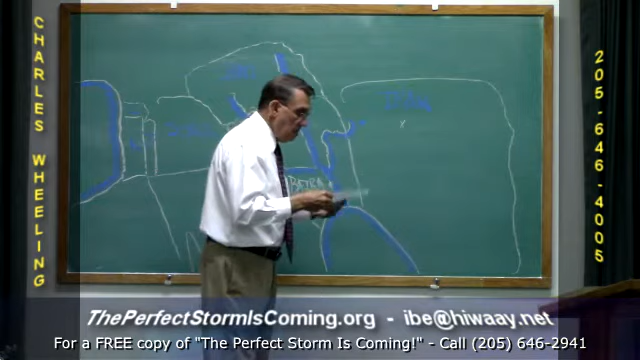 CHARLES WHEELING
205-646-4005
ThePerfectStormIsComing.org - ibe@hiwaay.net
For a FREE copy of "The Perfect Storm Is Coming!" - Call (205) 646-2941